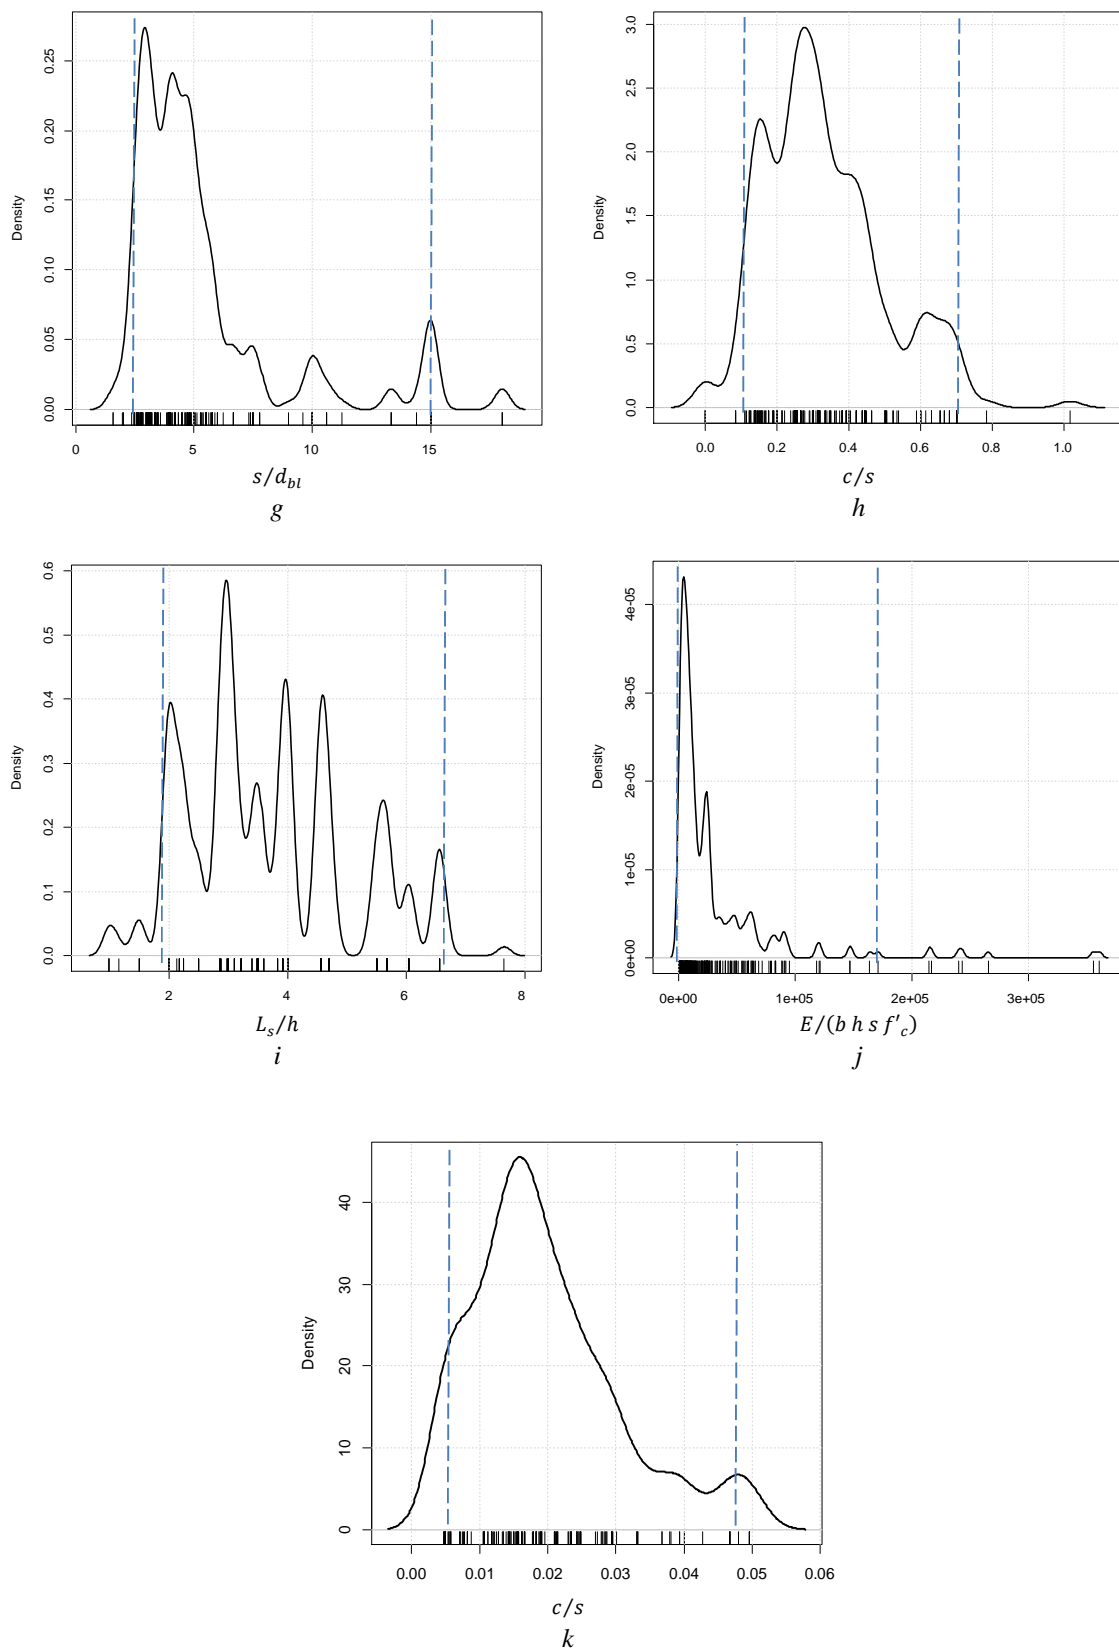 0.25
0.20
0.15
0.10
0.05
0.00
Density
0 5 10 15
s/d_bl
g
3.0
2.5
2.0
1.5
1.0
0.5
0.0
Density
0.0 0.2 0.4 0.6 0.8 1.0
c/s
h
0.6
0.5
0.4
0.3
0.2
0.1
0.0
Density
2 4 6 8
L_s/h
i
4e-05
3e-05
2e-05
1e-05
0e+00
Density
0e+00 1e+05 2e+05 3e+05
E/(b h s f'_c)
j
40
30
20
10
0
Density
0.00 0.01 0.02 0.03 0.04 0.05 0.06
c/s
k